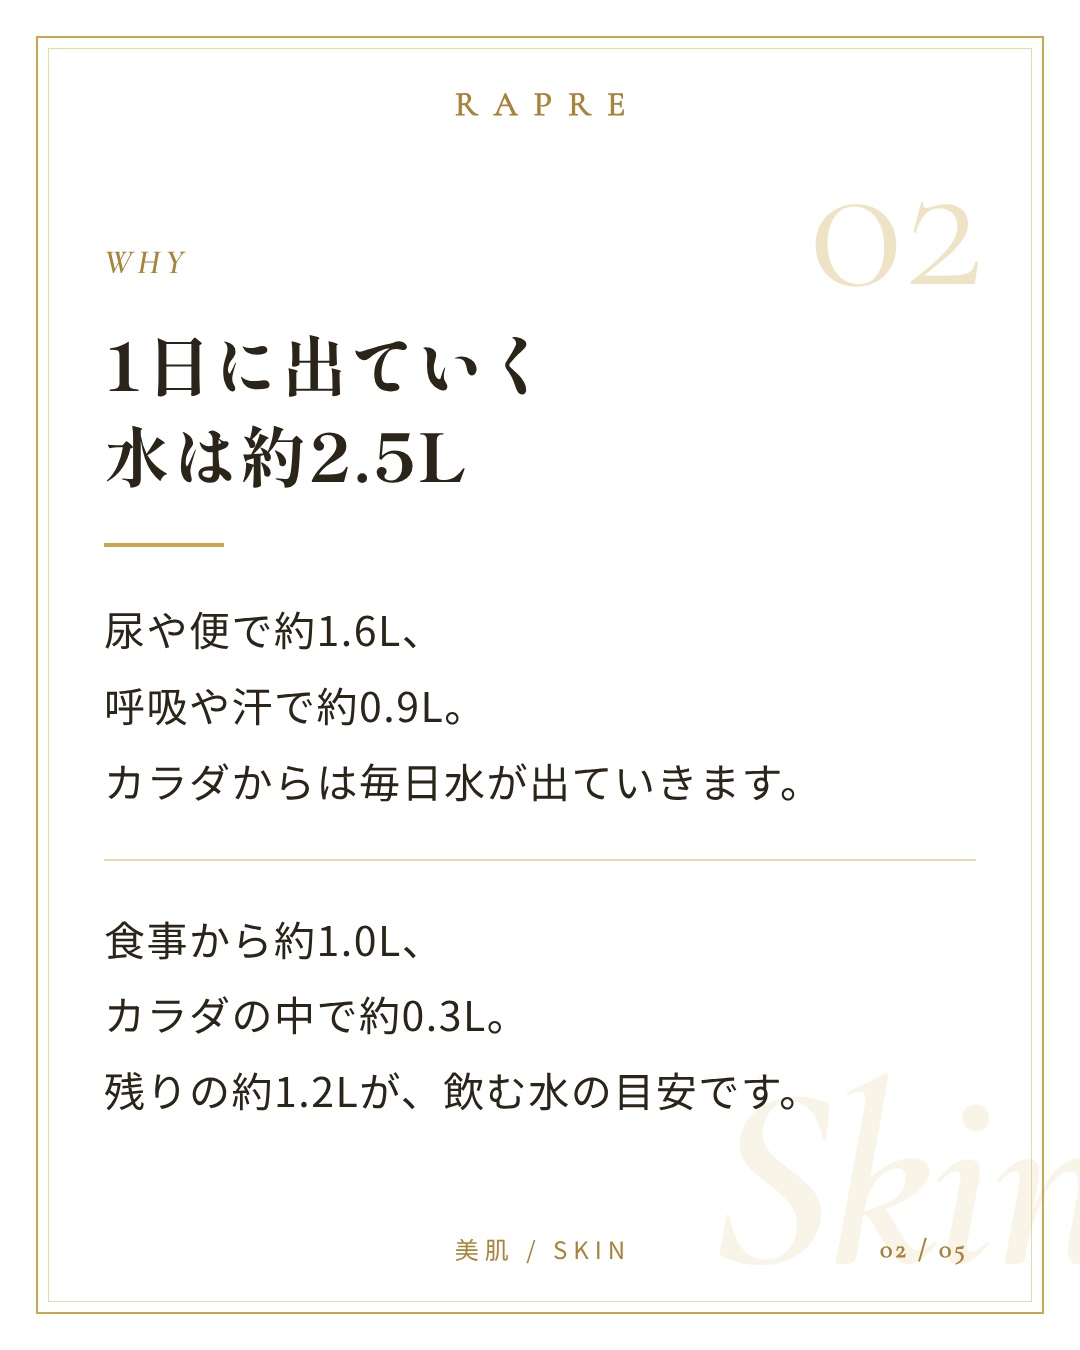 RAPRE
02
WHY
1日に出ていく
水は約2.5L
尿や便で約1.6L、
呼吸や汗で約0.9L。
カラダからは毎日水が出ていきます。
食事から約1.0L、
カラダの中で約0.3L。
残りの約1.2Lが、飲む水の目安です。
Skin
美肌 / SKIN
02 / 05